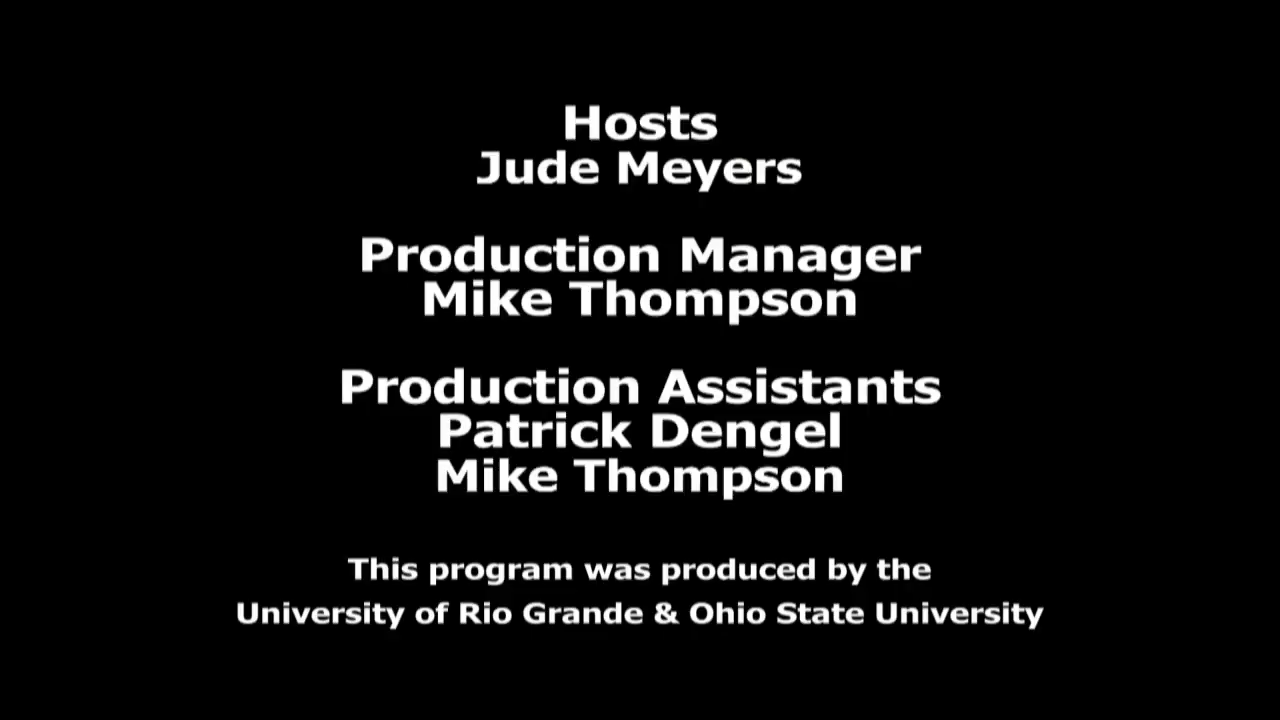 Hosts
Jude Meyers
Production Manager
Mike Thompson
Production Assistants
Patrick Dengel
Mike Thompson
This program was produced by the
University of Rio Grande & Ohio State University